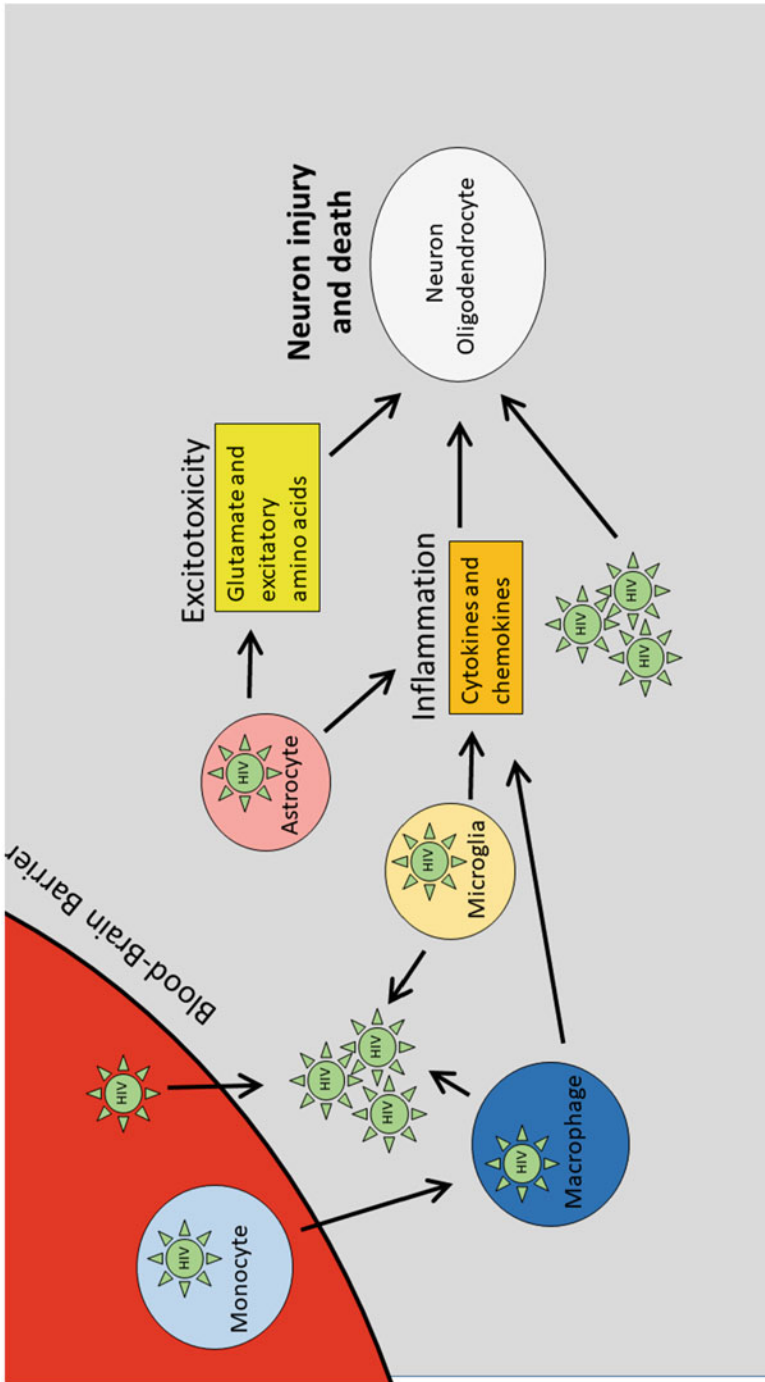 Blood-Brain Barrier
HIV
HIV
Monocyte
HIV
Astrocyte
Excitotoxicity
Glutamate and
excitatory
amino acids
Neuron injury
and death
HIV
HIV
HIV
HIV
Microglia
Inflammation
Cytokines and
chemokines
Neuron
Oligodendrocyte
HIV
Macrophage
HIV
HIV
HIV